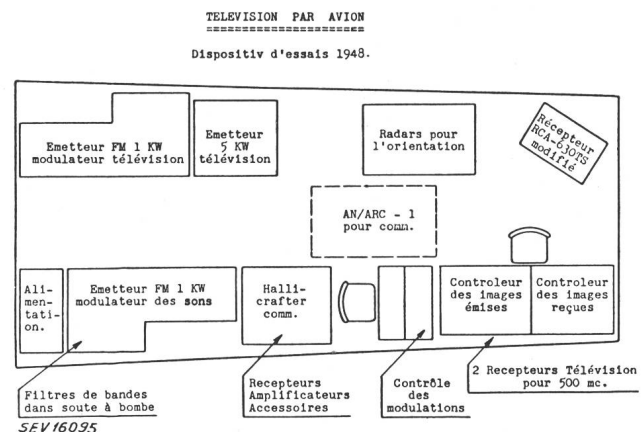 TELEVISION PAR AVION
Dispositiv d'essais 1948.
Emetteur FM 1 KW
modulateur télévision
Emetteur
5 KW
télévision
Radars pour
l'orientation
Récepteur
RCA-630TS
modifié
AN/ARC - 1
pour comm.
Ali-
men-
tati-
on.
Emetteur FM 1 KW
modulateur des sons
Halli-
crafter
comm.
Controleur
des images
émises
Controleur
des images
reçues
Filtres de bandes
dans soute à bombe
Recepteurs
Amplificateurs
Accessoires
Contrôle
des
modulations
2 Recepteurs Télévision
pour 500 mc.
SEV16095